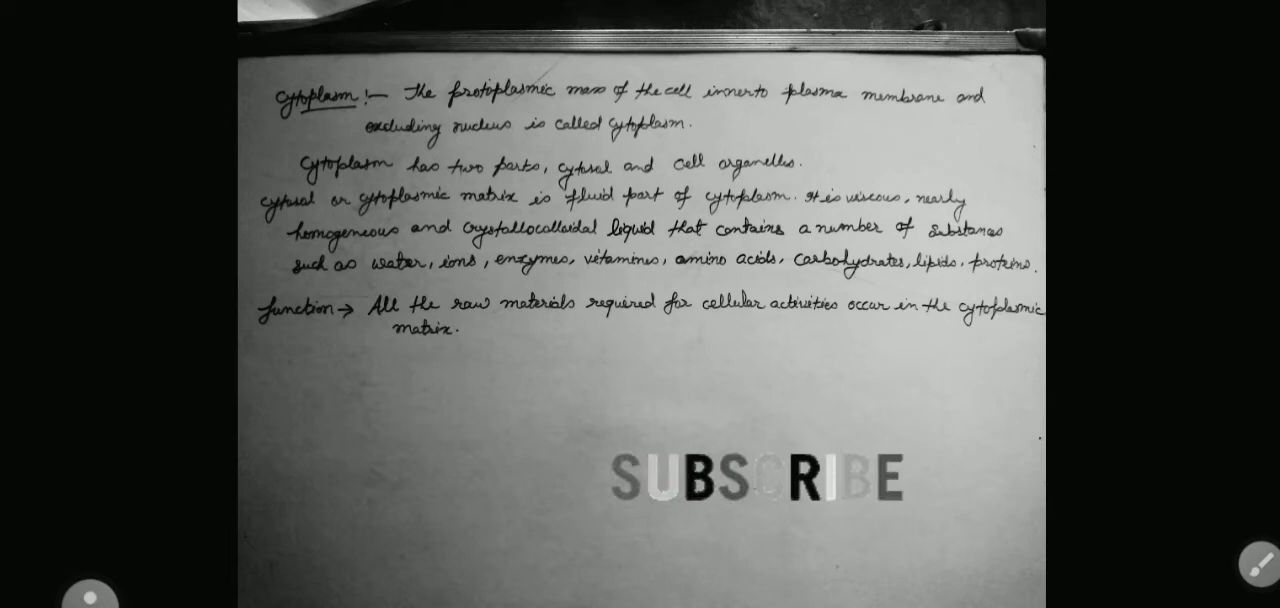 Cytoplasm :— The protoplasmic mass of the cell inner to plasma membrane and
excluding nucleus is called cytoplasm.
Cytoplasm has two parts, cytosol and cell organelles.
Cytosol or cytoplasmic matrix is fluid part of cytoplasm. It is viscous, nearly
homogeneous and crystallocolloidal liquid that contains a number of substances
such as water, ions, enzymes, vitamines, amino acids, carbohydrates, lipids, proteins.
function → All the raw materials required for cellular activities occur in the cytoplasmic
matrix.
SUBSCRIBE